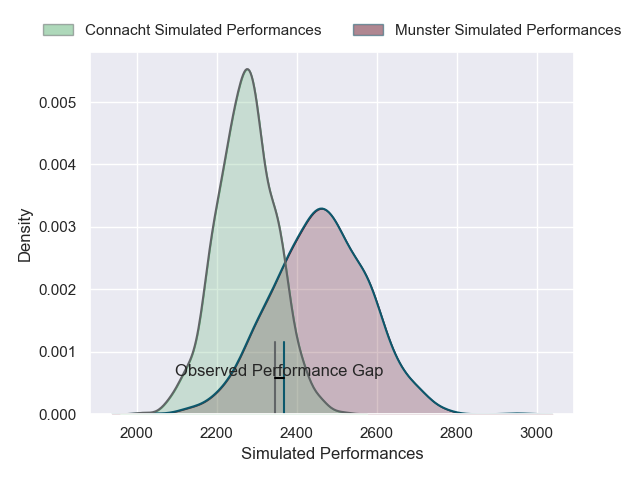 Connacht Simulated Performances Munster Simulated Performances
0.005
0.004
0.003
0.002
0.001
0.000
Density
Observed Performance Gap
2000 2200 2400 2600 2800 3000
Simulated Performances